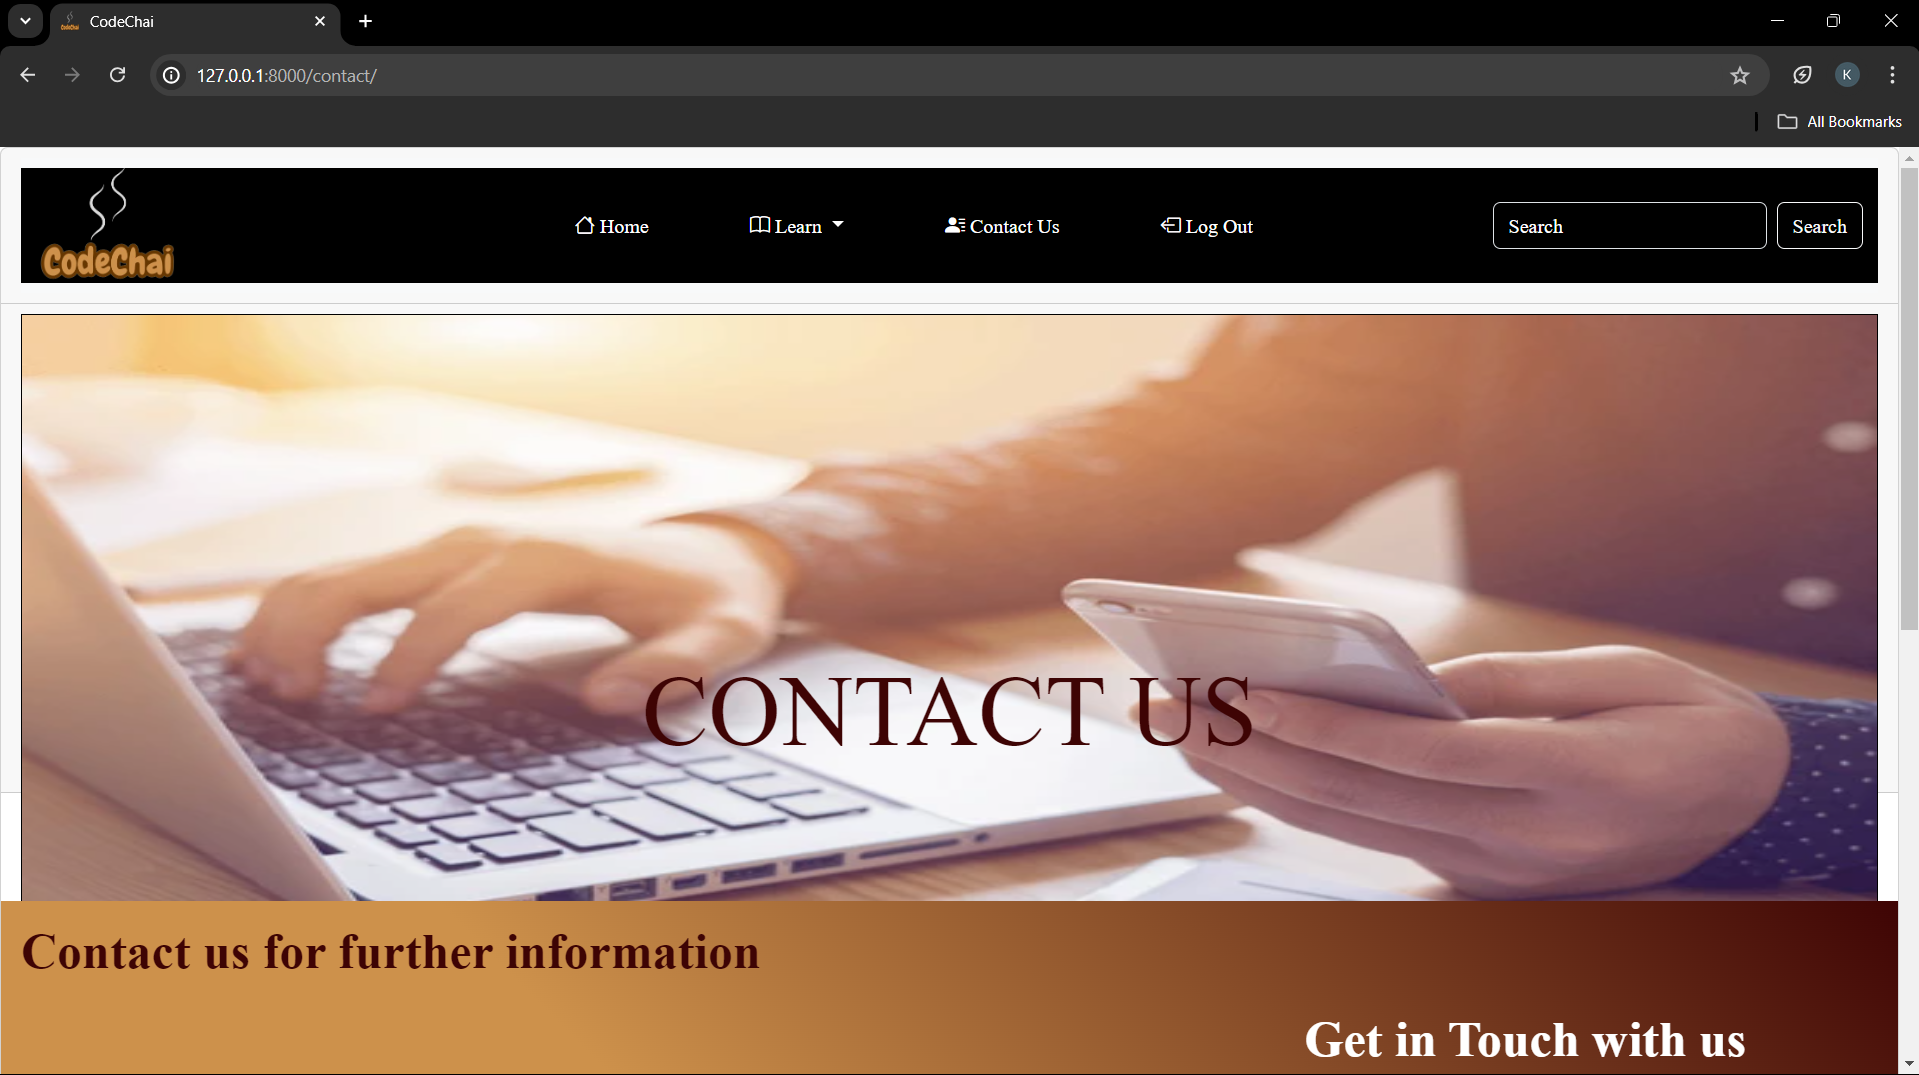 CodeChai
CodeChai
127.0.0.1:8000/contact/
K
All Bookmarks
CodeChai
Home
Learn
Contact Us
Log Out
Search
Search
CONTACT US
Contact us for further information
Get in Touch with us